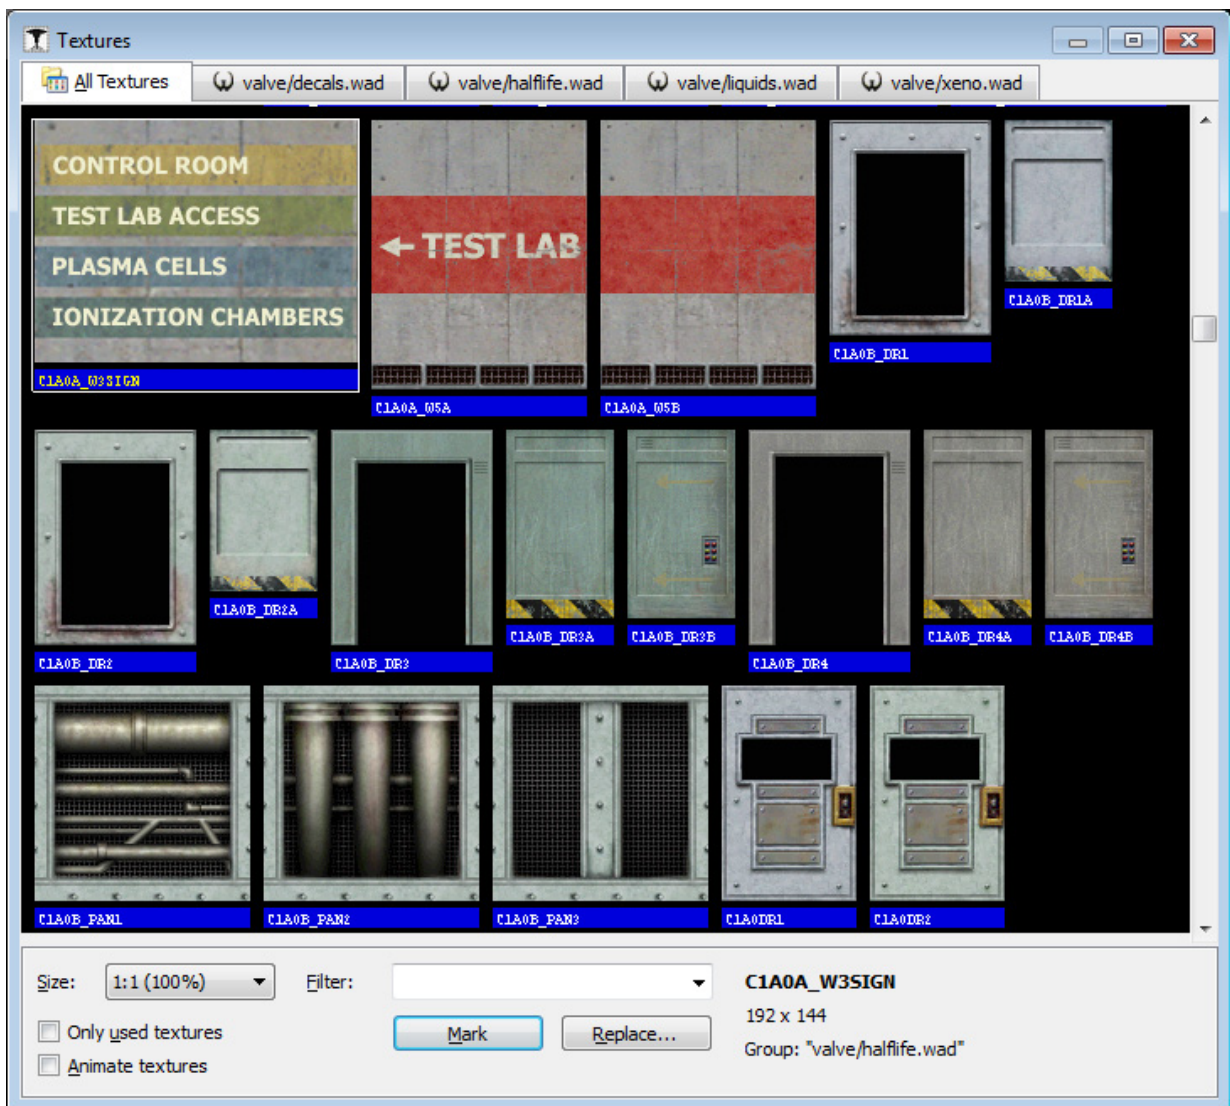 Textures
All Textures
valve/decals.wad
valve/halflife.wad
valve/liquids.wad
valve/xeno.wad
CONTROL ROOM
TEST LAB ACCESS
PLASMA CELLS
IONIZATION CHAMBERS
C1A0A_W3SIGN
← TEST LAB
C1A0A_W5A
C1A0A_W5B
C1A0B_DR1
C1A0B_DR1A
C1A0B_DR2
C1A0B_DR2A
C1A0B_DR3
C1A0B_DR3A
C1A0B_DR3B
C1A0B_DR4
C1A0B_DR4A
C1A0B_DR4B
C1A0B_PAN1
C1A0B_PAN2
C1A0B_PAN3
C1A0DR1
C1A0DR2
Size:
1:1 (100%)
Filter:
Only used textures
Animate textures
Mark
Replace...
C1A0A_W3SIGN
192 x 144
Group: "valve/halflife.wad"